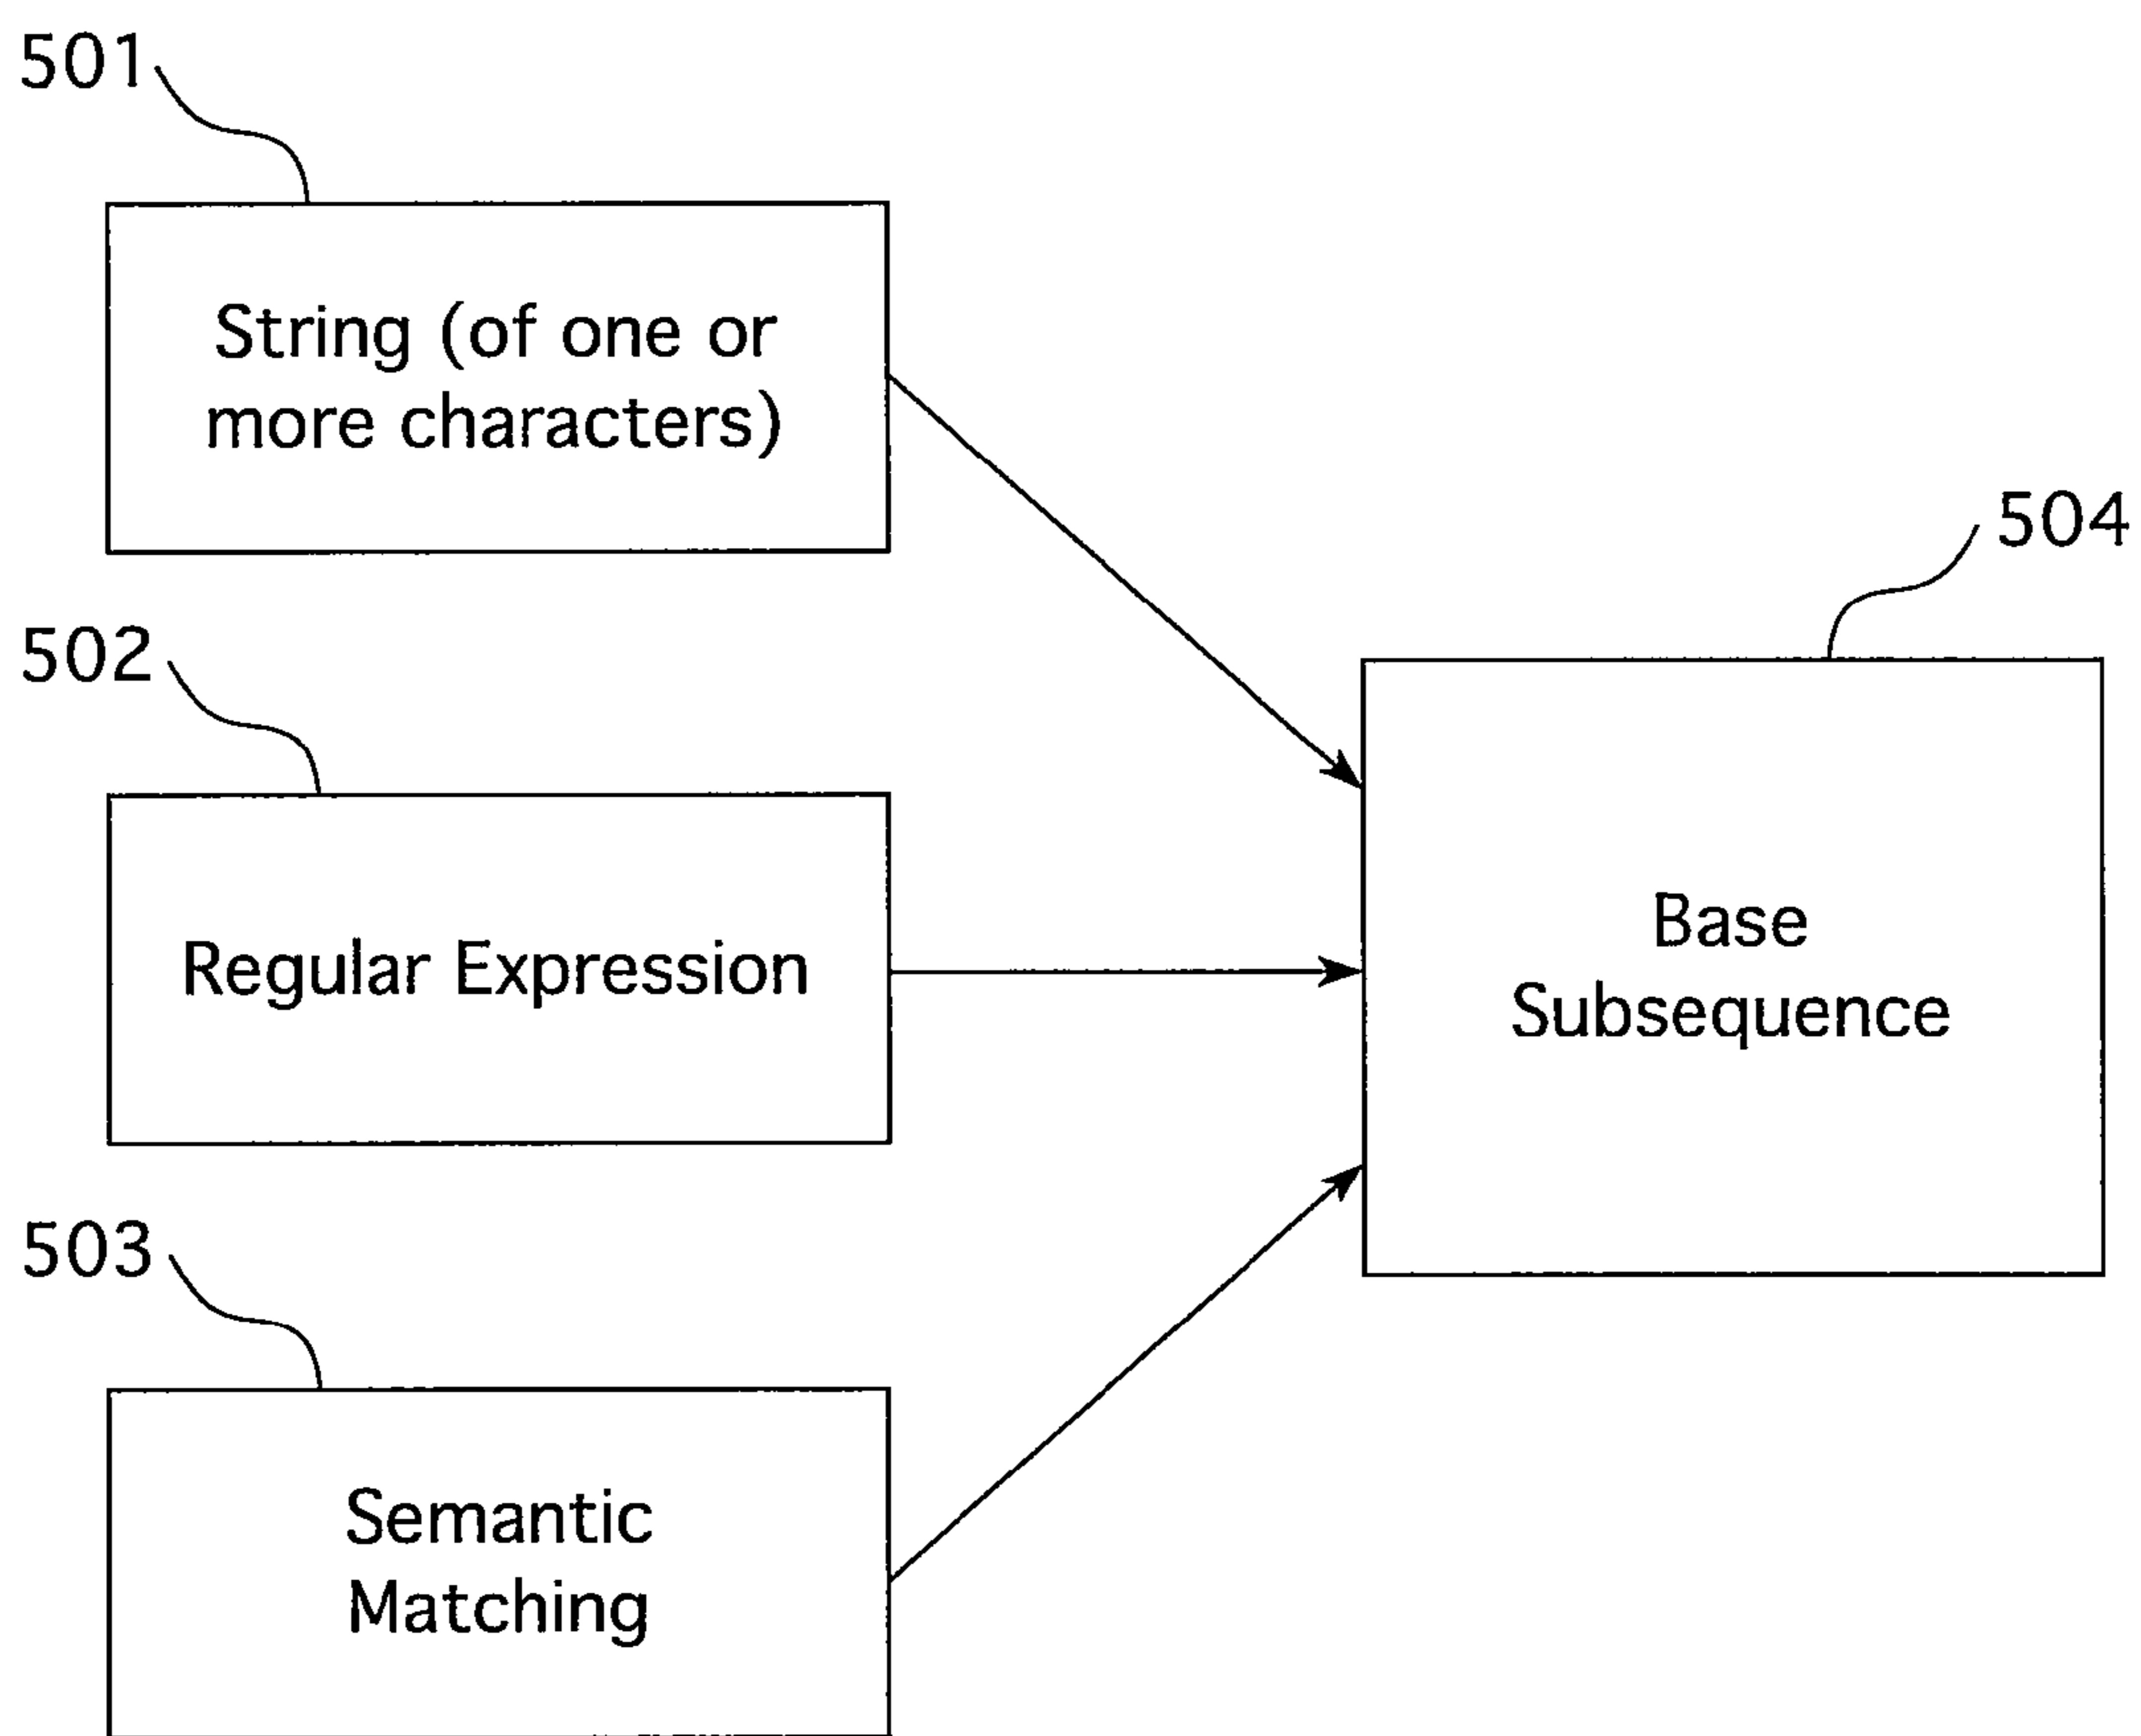 501
String (of one or
more characters)
504
502
Regular Expression
Base
Subsequence
503
Semantic
Matching